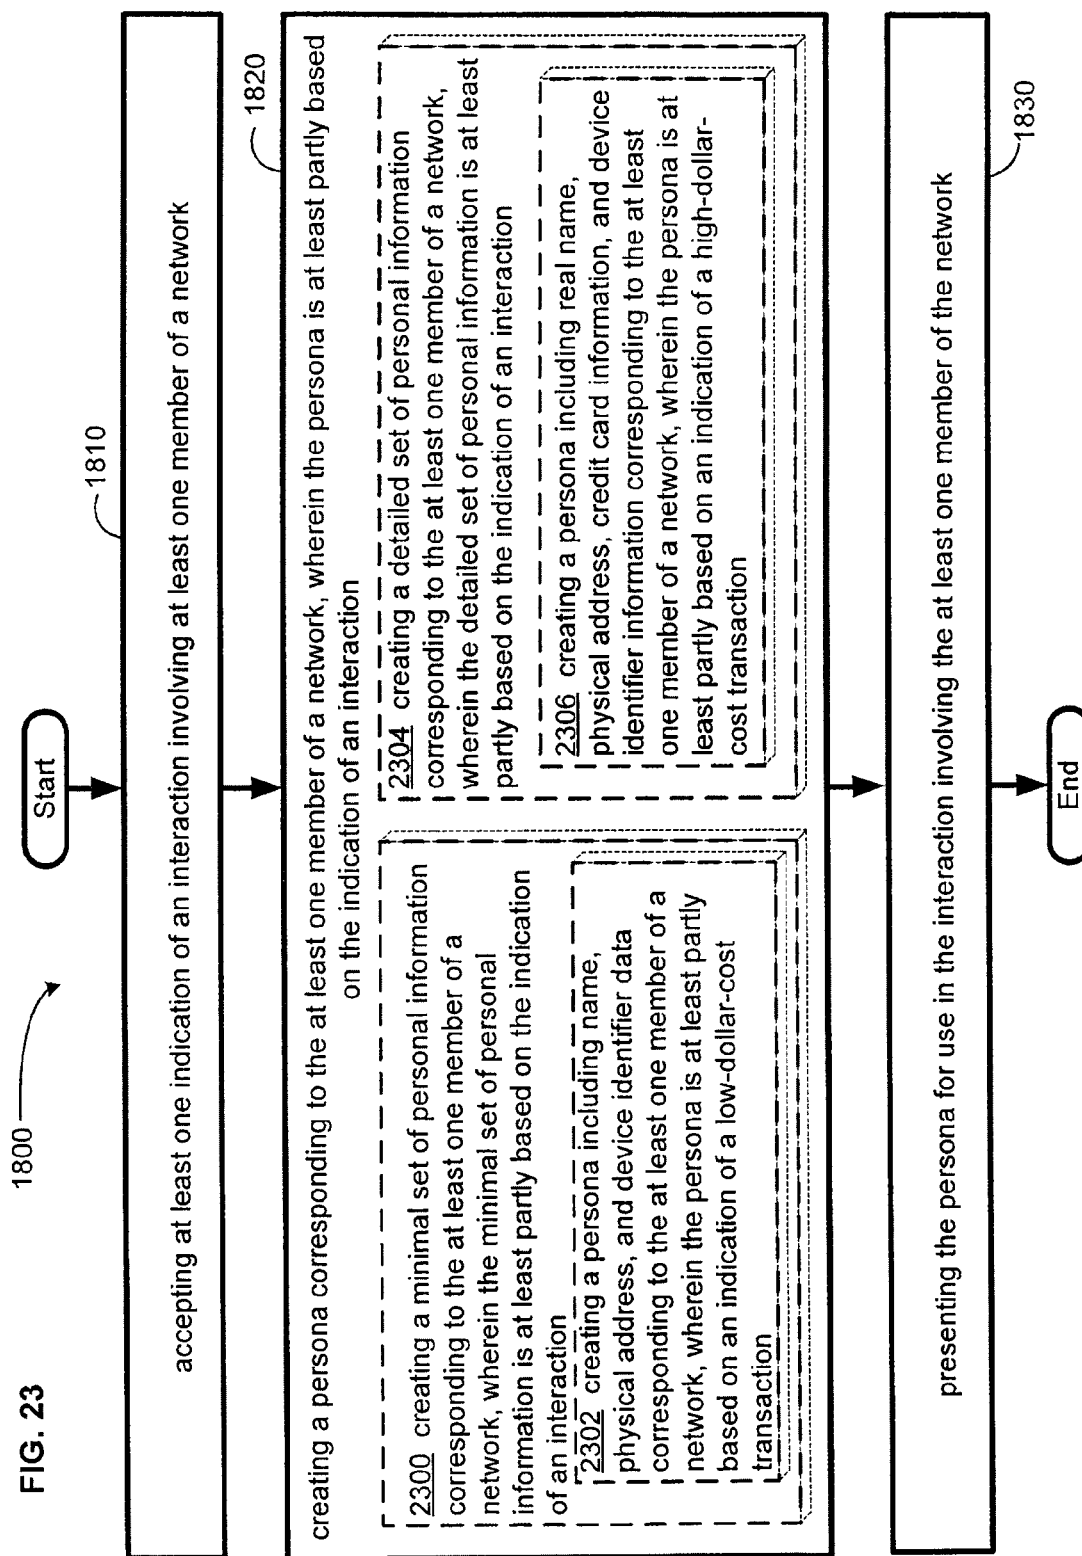 FIG. 23
1800
Start
1810
accepting at least one indication of an interaction involving at least one member of a network
1820
creating a persona corresponding to the at least one member of a network, wherein the persona is at least partly based
on the indication of an interaction
2300 creating a minimal set of personal information
corresponding to the at least one member of a
network, wherein the minimal set of personal
information is at least partly based on the indication
of an interaction
2302 creating a persona including name,
physical address, and device identifier data
corresponding to the at least one member of a
network, wherein the persona is at least partly
based on an indication of a low-dollar-cost
transaction
2304 creating a detailed set of personal information
corresponding to the at least one member of a network,
wherein the detailed set of personal information is at least
partly based on the indication of an interaction
2306 creating a persona including real name,
physical address, credit card information, and device
identifier information corresponding to the at least
one member of a network, wherein the persona is at
least partly based on an indication of a high-dollar-
cost transaction
1830
presenting the persona for use in the interaction involving the at least one member of the network
End